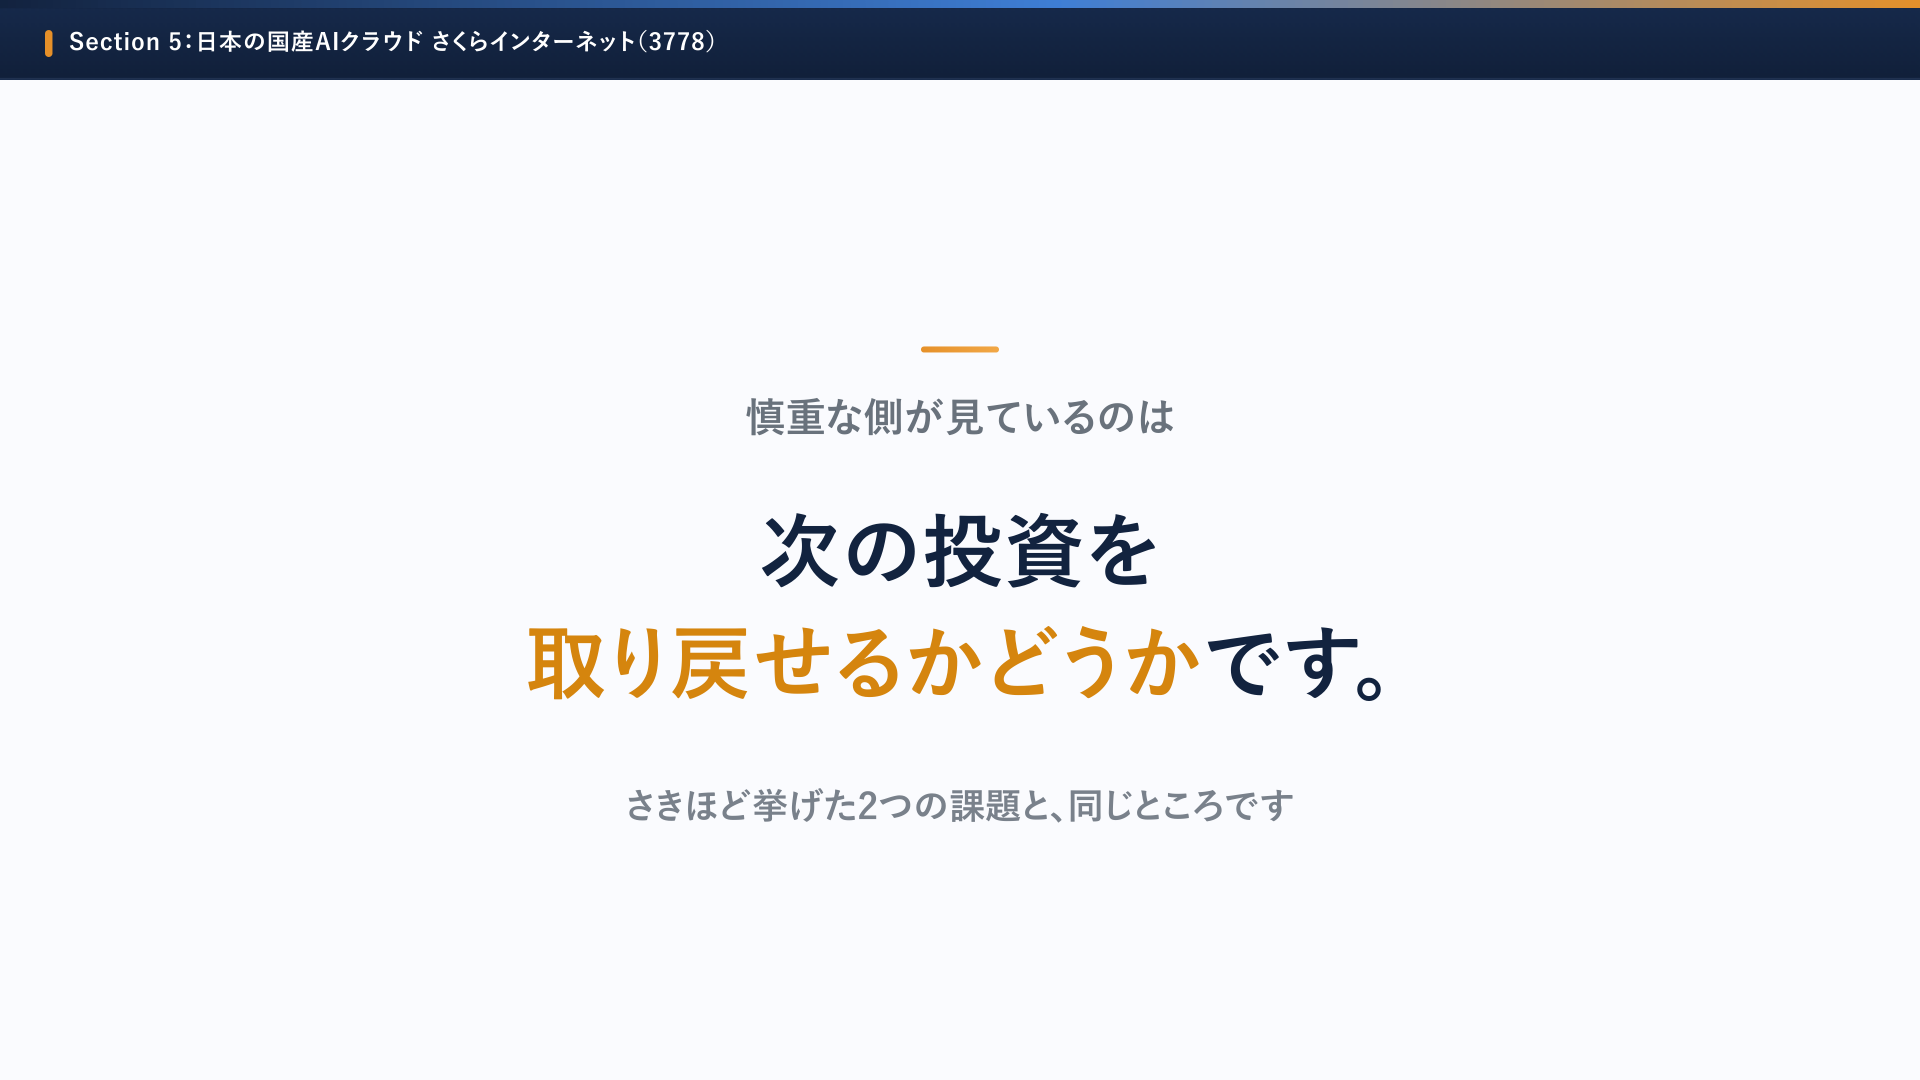 Section 5：日本の国産AIクラウド さくらインターネット（3778）
慎重な側が見ているのは
次の投資を
取り戻せるかどうかです。
さきほど挙げた2つの課題と、同じところです